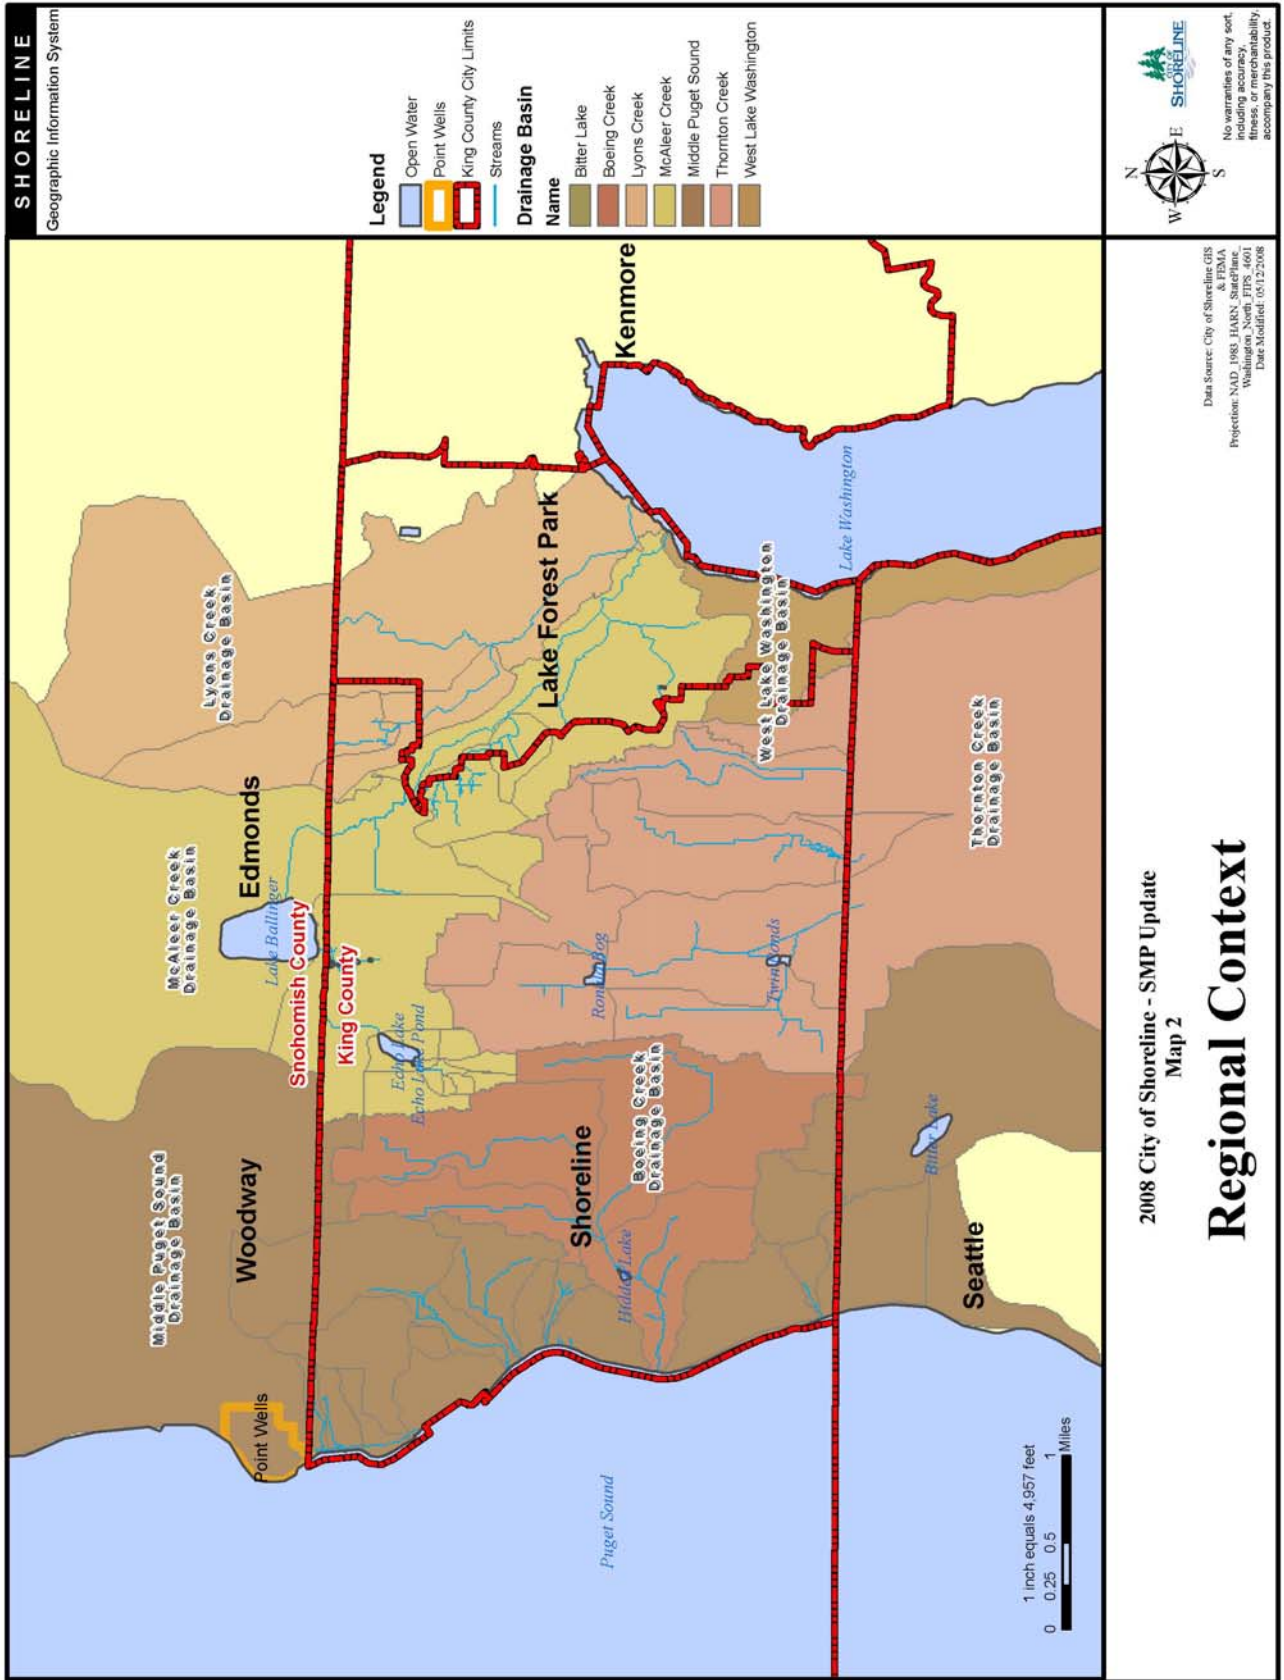 SHORELINE
Geographic Information System
Legend
Open Water
Point Wells
King County City Limits
Streams
Drainage Basin
Name
Bitter Lake
Boeing Creek
Lyons Creek
McAleer Creek
Middle Puget Sound
Thornton Creek
West Lake Washington
Middle Puget Sound
Drainage Basin
McAleer Creek
Drainage Basin
Lyons Creek
Drainage Basin
Woodway
Edmonds
Point Wells
Lake Ballinger
Snohomish County
King County
Echo Lake
Echo Lake Pond
Lake Forest Park
Kenmore
Shoreline
Boeing Creek
Drainage Basin
Ronald Bog
Hidden Lake
Puget Sound
Twin Ponds
West Lake Washington
Drainage Basin
Lake Washington
Bitter Lake
Seattle
Thornton Creek
Drainage Basin
1 inch equals 4,957 feet
0 0.25 0.5 1
Miles
2008 City of Shoreline - SMP Update
Map 2
Regional Context
Data Source: City of Shoreline GIS
& FEMA
Projection: NAD_1983_HARN_StatePlane_
Washington_North_FIPS_4601
Date Modified: 05/12/2008
N
W E
S
CITY OF
SHORELINE
No warranties of any sort,
including accuracy,
fitness, or merchantability,
accompany this product.